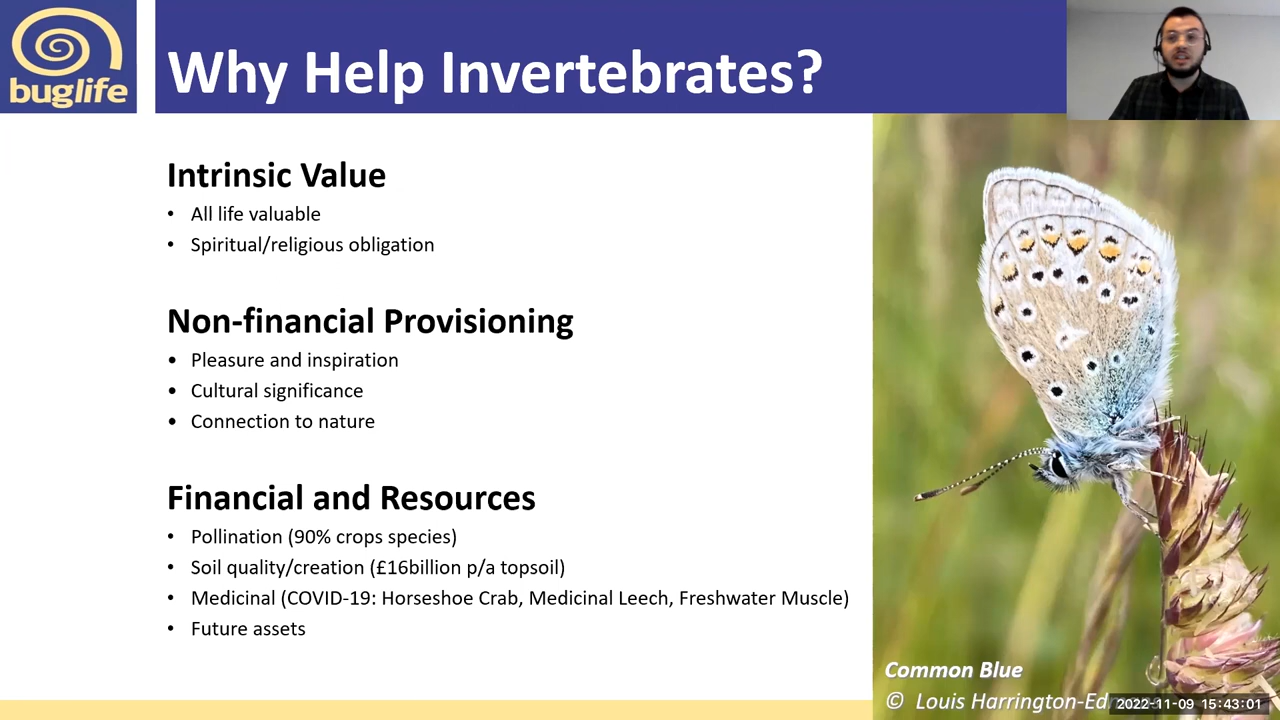 buglife
Why Help Invertebrates?
Intrinsic Value
• All life valuable
• Spiritual/religious obligation
Non-financial Provisioning
• Pleasure and inspiration
• Cultural significance
• Connection to nature
Financial and Resources
• Pollination (90% crops species)
• Soil quality/creation (£16billion p/a topsoil)
• Medicinal (COVID-19: Horseshoe Crab, Medicinal Leech, Freshwater Muscle)
• Future assets
Common Blue
© Louis
2022-11-09 15:43:01